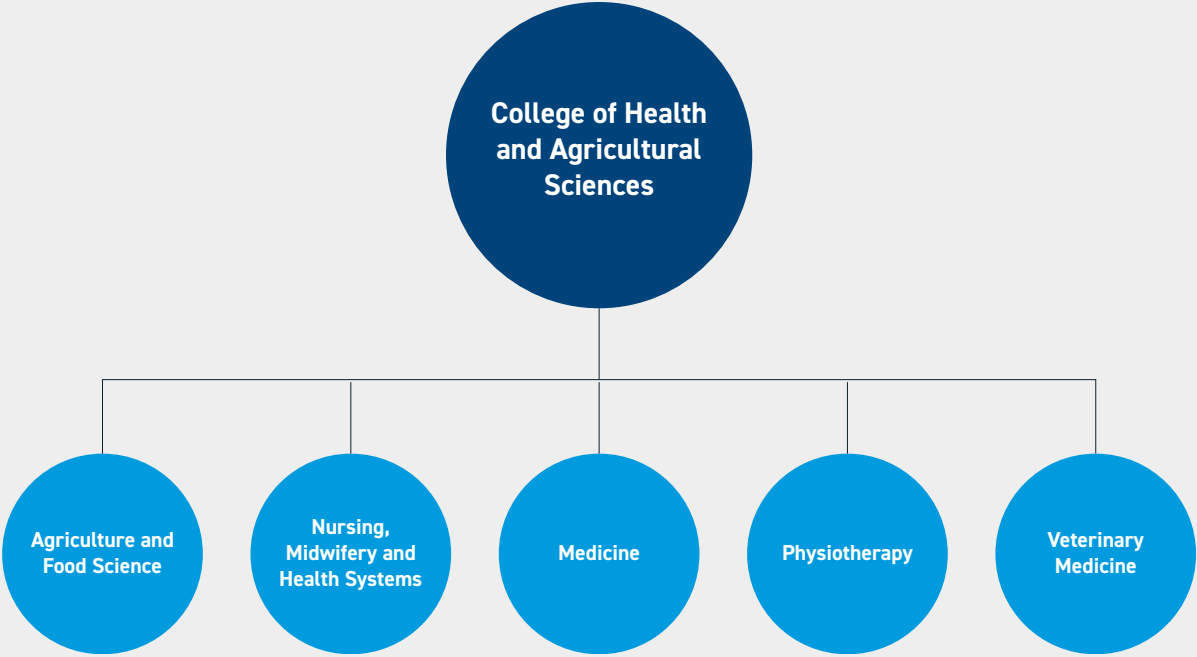 College of Health
and Agricultural
Sciences
Agriculture and
Food Science
Nursing,
Midwifery and
Health Systems
Medicine
Physiotherapy
Veterinary
Medicine